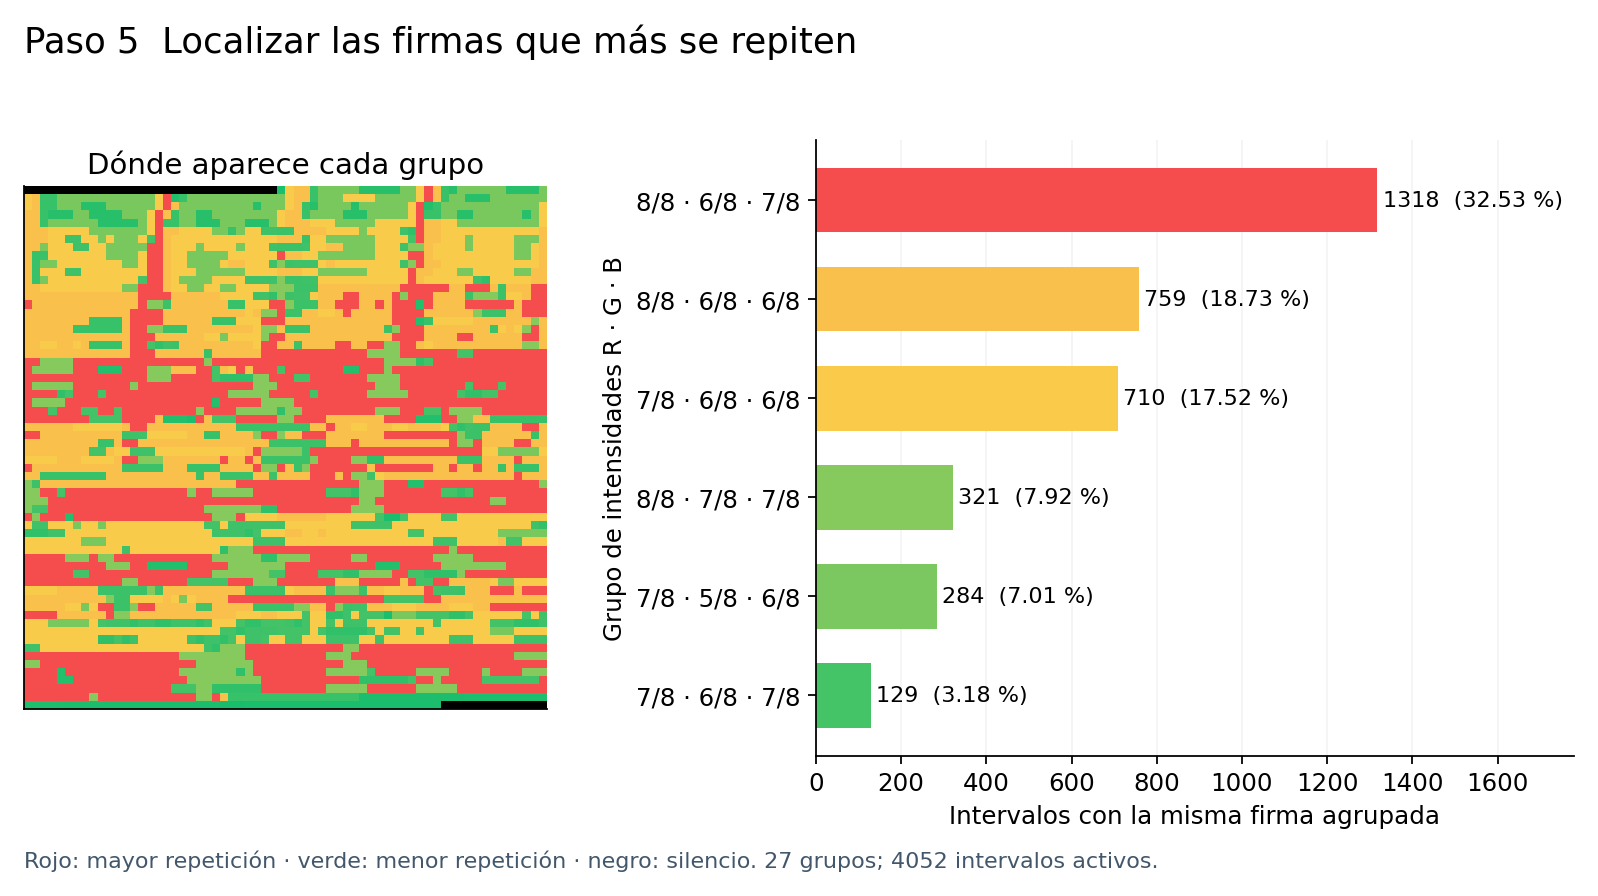 Paso 5  Localizar las firmas que más se repiten
Dónde aparece cada grupo
Grupo de intensidades R · G · B
8/8 · 6/8 · 7/8
1318  (32.53 %)
8/8 · 6/8 · 6/8
759  (18.73 %)
7/8 · 6/8 · 6/8
710  (17.52 %)
8/8 · 7/8 · 7/8
321  (7.92 %)
7/8 · 5/8 · 6/8
284  (7.01 %)
7/8 · 6/8 · 7/8
129  (3.18 %)
0 200 400 600 800 1000 1200 1400 1600
Intervalos con la misma firma agrupada
Rojo: mayor repetición · verde: menor repetición · negro: silencio. 27 grupos; 4052 intervalos activos.